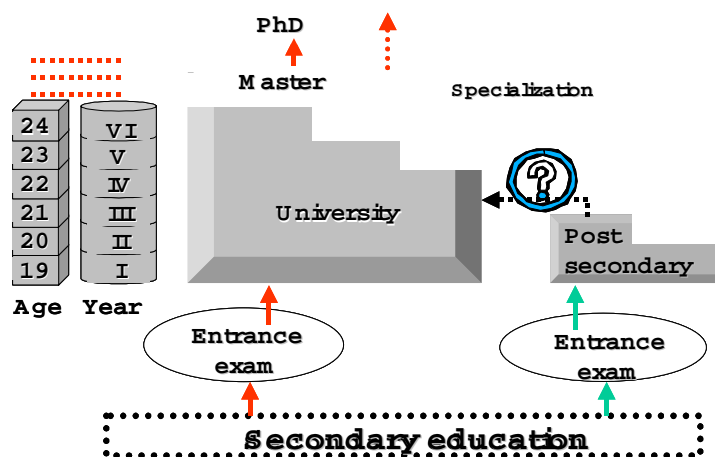 PhD
Master
Specialization
24
23
22
21
20
19
Age
VI
V
IV
III
II
I
Year
University
?
Post
secondary
Entrance
exam
Entrance
exam
Secondary education